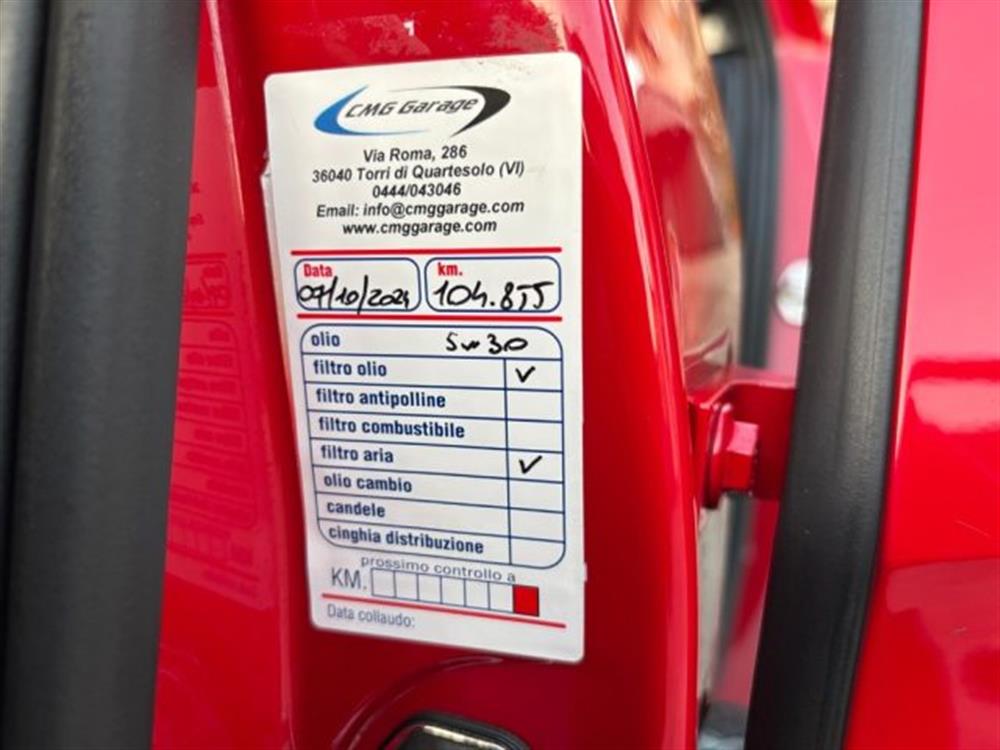 CMG Garage
Via Roma, 286
36040 Torri di Quartesolo (VI)
0444/043046
Email: info@cmggarage.com
www.cmggarage.com
Data km.
07/10/2024 104.855
olio 5w30
filtro olio ✓
filtro antipolline
filtro combustibile
filtro aria ✓
olio cambio
candele
cinghia distribuzione
prossimo controllo a
KM.
Data collaudo: